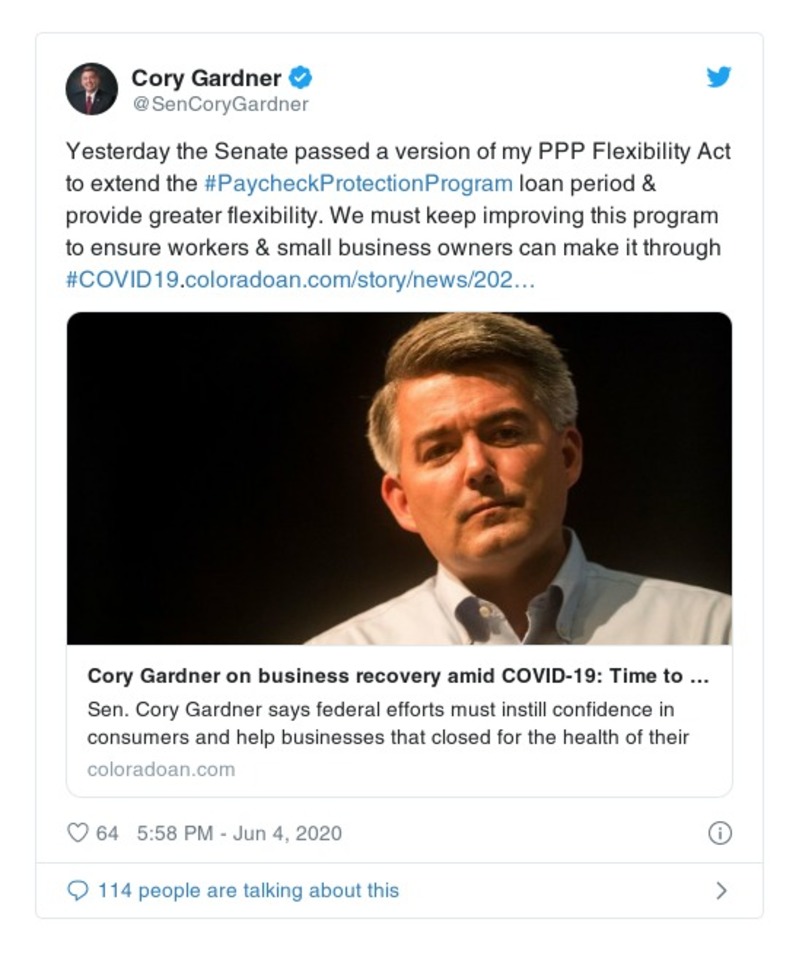 Cory Gardner
@SenCoryGardner
Yesterday the Senate passed a version of my PPP Flexibility Act
to extend the #PaycheckProtectionProgram loan period &
provide greater flexibility. We must keep improving this program
to ensure workers & small business owners can make it through
#COVID19.coloradoan.com/story/news/202…
Cory Gardner on business recovery amid COVID-19: Time to ...
Sen. Cory Gardner says federal efforts must instill confidence in
consumers and help businesses that closed for the health of their
coloradoan.com
64 5:58 PM - Jun 4, 2020
114 people are talking about this